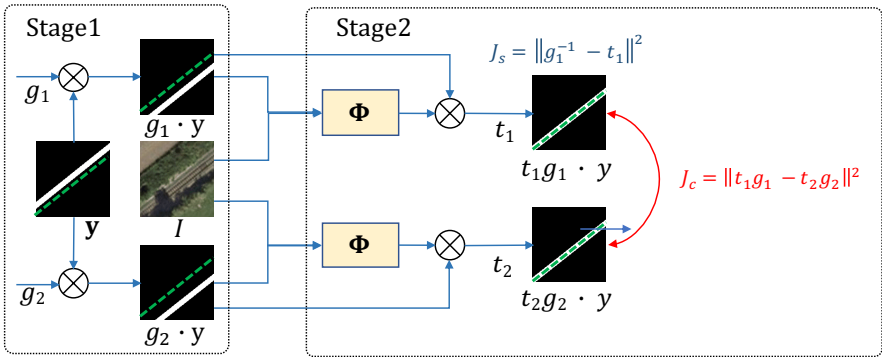 Stage1
Stage2
J_s = ‖g_1^{-1} − t_1‖^2
g_1
g_1 · y
Φ
t_1
t_1g_1 · y
J_c = ‖t_1g_1 − t_2g_2‖^2
y
I
Φ
g_2
t_2
g_2 · y
t_2g_2 · y